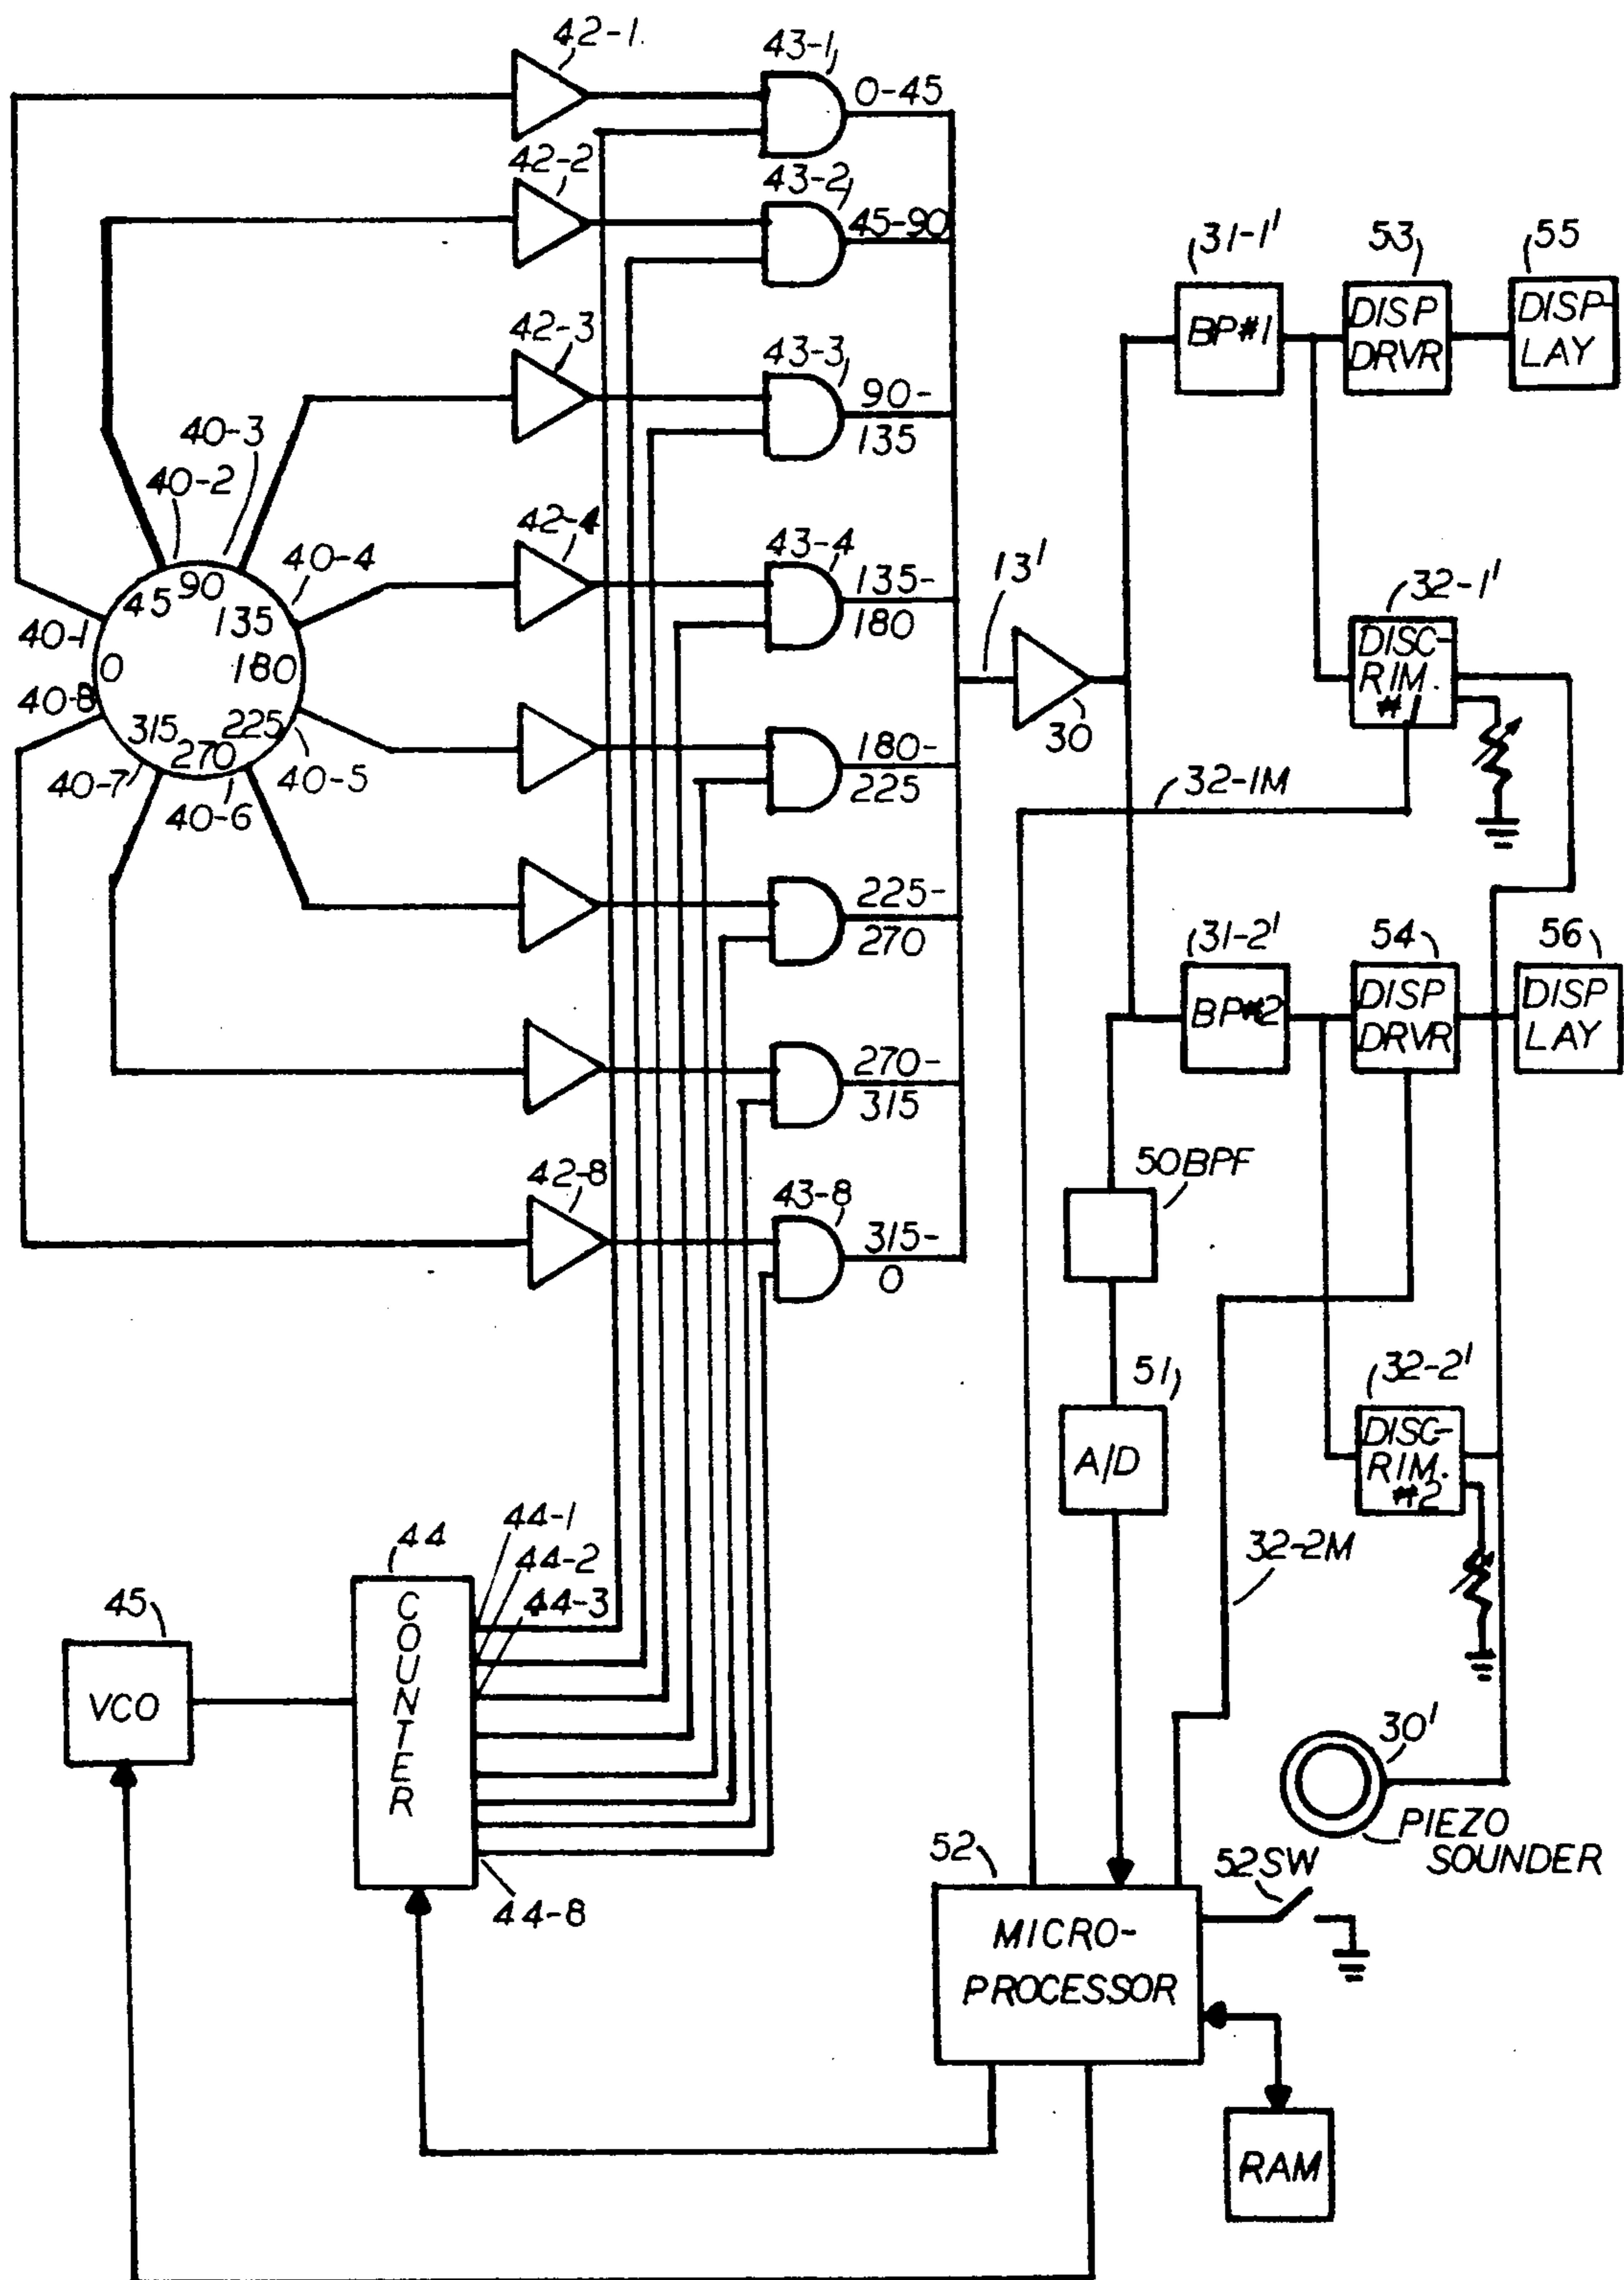 42-1
43-1
0-45
42-2
43-2
45-90
31-1'
53
55
BP#1
DISP
DRVR
DISP-
LAY
42-3
43-3
90-
135
40-3
40-2
42-4
43-4
135-
180
13'
40-4
45
90
135
40-1
0
180
30
32-1'
DISC-
RIM.
#1
40-8
315
270
225
40-7
40-6
40-5
180-
225
32-1M
225-
270
31-2'
54
56
BP#2
DISP
DRVR
DISP
LAY
270-
315
42-8
43-8
315-
0
50BPF
51
A/D
32-2'
DISC-
RIM.
#2
32-2M
44
44-1
44-2
44-3
45
VCO
COUNTER
44-8
30'
PIEZO
SOUNDER
52
52SW
MICRO-
PROCESSOR
RAM